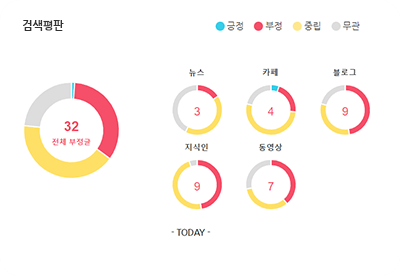 검색평판
긍정 부정 중립 무관
뉴스 카페 블로그
3 4 9
32
전체 부정글
지식인 동영상
9 7
- TODAY -